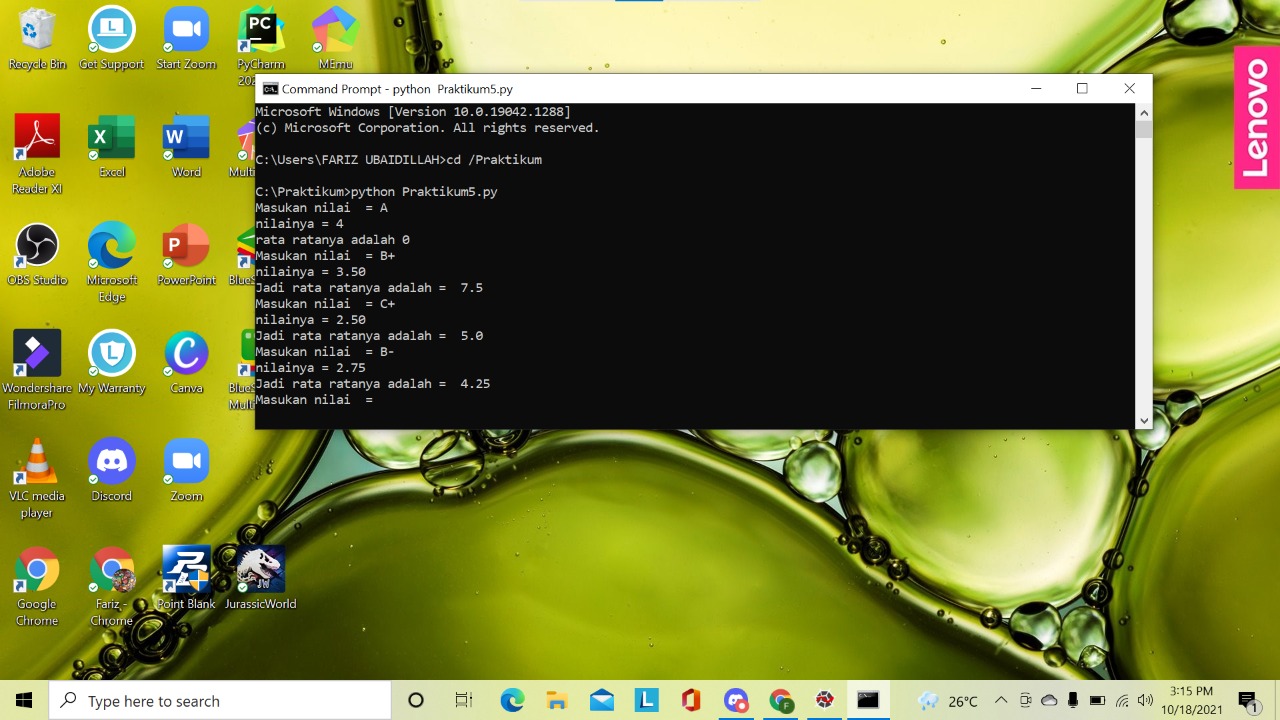 Recycle Bin
Get Support
Start Zoom
PC
PyCharm
MEmu
Adobe
Reader XI
Excel
Word
OBS Studio
Microsoft
Edge
PowerPoint
Wondershare
FilmoraPro
My Warranty
Canva
VLC media
player
Discord
Zoom
Google
Chrome
Fariz -
Chrome
Point Blank
JW
JurassicWorld
Lenovo
Command Prompt - python  Praktikum5.py
Microsoft Windows [Version 10.0.19042.1288]
(c) Microsoft Corporation. All rights reserved.
C:\Users\FARIZ UBAIDILLAH>cd /Praktikum
C:\Praktikum>python Praktikum5.py
Masukan nilai  = A
nilainya = 4
rata ratanya adalah 0
Masukan nilai  = B+
nilainya = 3.50
Jadi rata ratanya adalah =  7.5
Masukan nilai  = C+
nilainya = 2.50
Jadi rata ratanya adalah =  5.0
Masukan nilai  = B-
nilainya = 2.75
Jadi rata ratanya adalah =  4.25
Masukan nilai  =
Type here to search
26°C
3:15 PM
10/18/2021
1